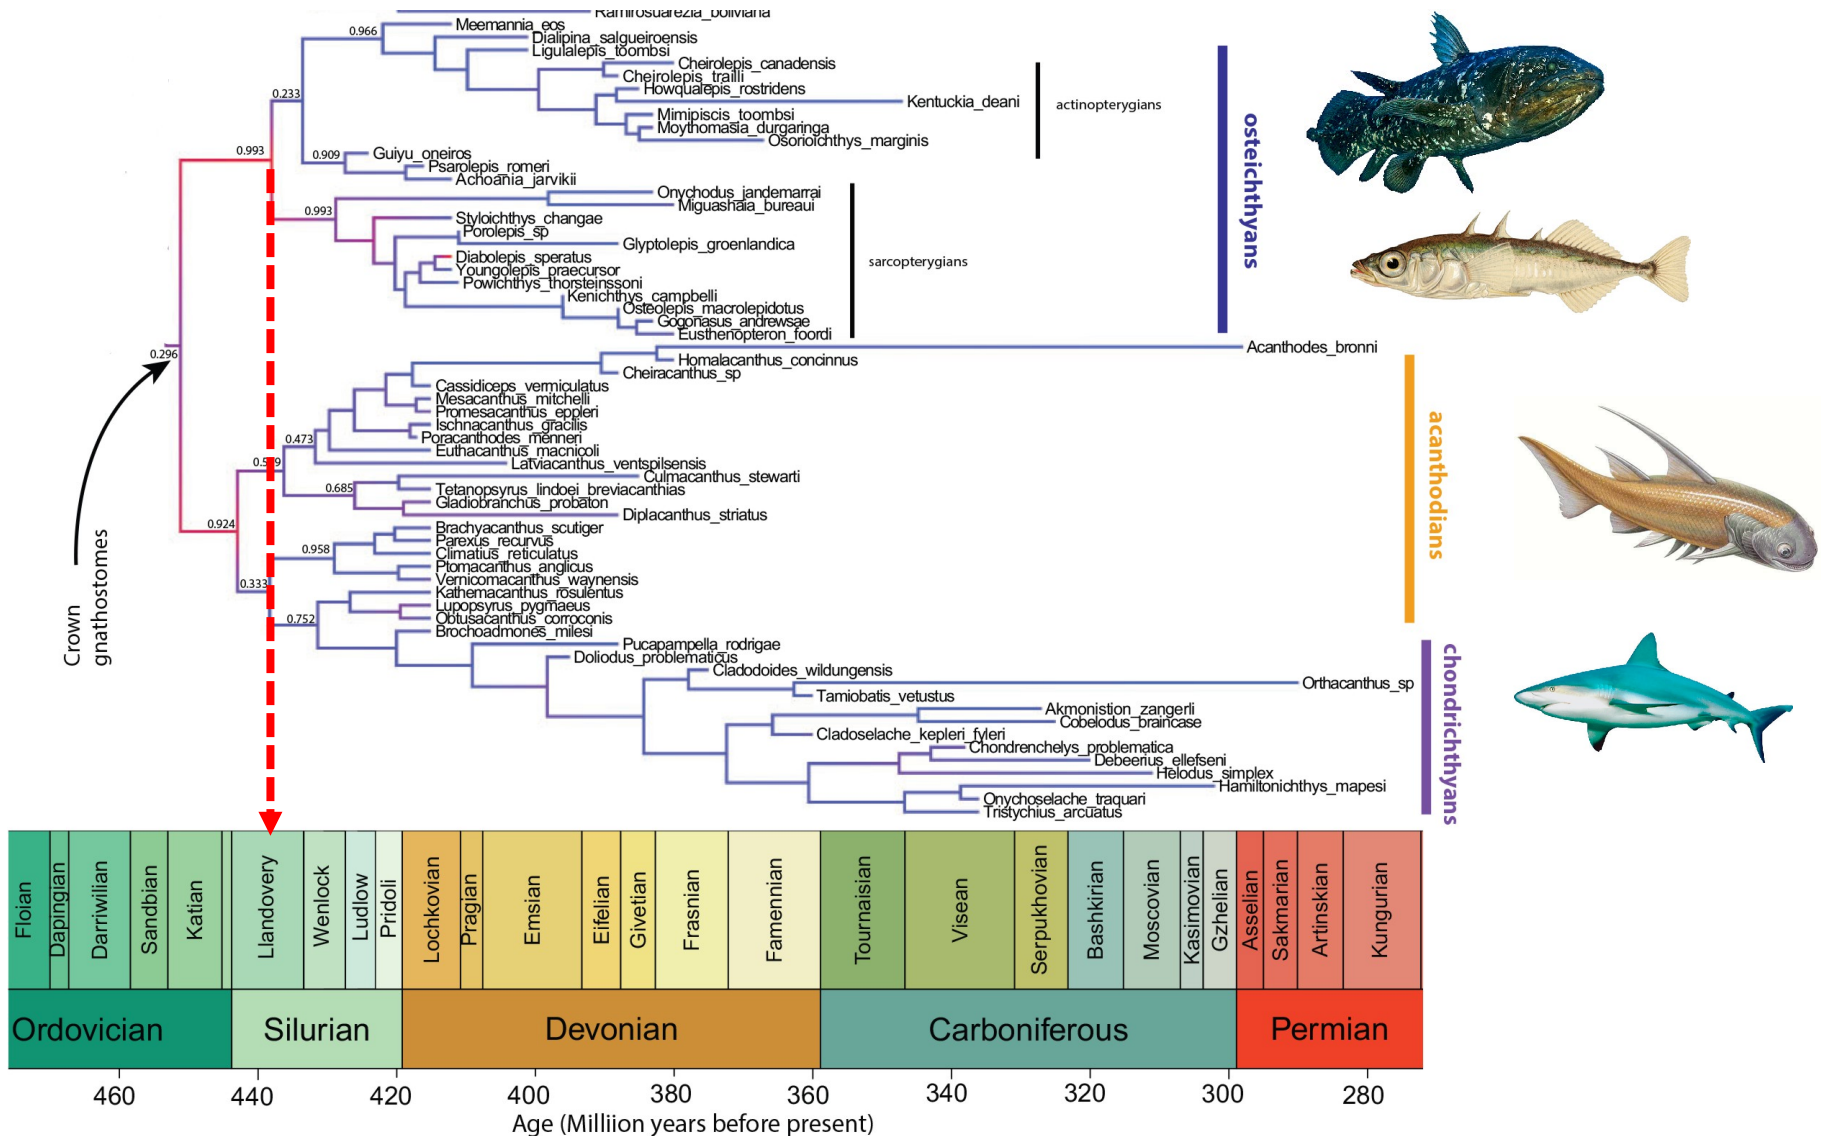 Ramirosuarezia_boliviana
Meemannia_eos
0.966
Dialipina_salgueiroensis
Ligulalepis_toombsi
Cheirolepis_canadensis
Cheirolepis_trailli
Howqualepis_rostridens
0.233
Kentuckia_deani
actinopterygians
Mimipiscis_toombsi
Moythomasia_durgaringa
Osorioichthys_marginis
0.993
0.909
Guiyu_oneiros
Psarolepis_romeri
Achoania_jarvikii
osteichthyans
Onychodus_jandemarrai
Miguashaia_bureaui
0.993
Styloichthys_changae
Porolepis_sp
Glyptolepis_groenlandica
Diabolepis_speratus
sarcopterygians
Youngolepis_praecursor
Powichthys_thorsteinssoni
Kenichthys_campbelli
Osteolepis_macrolepidotus
Gogonasus_andrewsae
Eusthenopteron_foordi
0.296
Acanthodes_bronni
Homalacanthus_concinnus
Cheiracanthus_sp
Cassidiceps_vermiculatus
Mesacanthus_mitchelli
Promesacanthus_eppleri
Ischnacanthus_gracilis
0.473
Poracanthodes_menneri
Euthacanthus_macnicoli
Latviacanthus_ventspilsensis
acanthodians
Culmacanthus_stewarti
0.685
Tetanopsyrus_lindoei_breviacanthias
Gladiobranchus_probaton
Diplacanthus_striatus
0.924
Brachyacanthus_scutiger
Parexus_recurvus
0.958
Climatius_reticulatus
Ptomacanthus_anglicus
Vernicomacanthus_waynensis
0.333
Kathemacanthus_rosulentus
Lupopsyrus_pygmaeus
Obtusacanthus_corroconis
0.752
Brochoadmones_milesi
Crown
gnathostomes
Pucapampella_rodrigae
Doliodus_problematicus
Cladodoides_wildungensis
Orthacanthus_sp
Tamiobatis_vetustus
Akmonistion_zangerli
Cobelodus_braincase
Cladoselache_kepleri_fyleri
Chondrenchelys_problematica
Debeerius_ellefseni
Helodus_simplex
Hamiltonichthys_mapesi
Onychoselache_traquari
Tristychius_arcuatus
chondrichthyans
Floian
Dapingian
Darriwilian
Sandbian
Katian
Llandovery
Wenlock
Ludlow
Pridoli
Lochkovian
Pragian
Emsian
Eifelian
Givetian
Frasnian
Famennian
Tournaisian
Visean
Serpukhovian
Bashkirian
Moscovian
Kasimovian
Gzhelian
Asselian
Sakmarian
Artinskian
Kungurian
Ordovician Silurian Devonian Carboniferous Permian
460 440 420 400 380 360 340 320 300 280
Age (Milliion years before present)